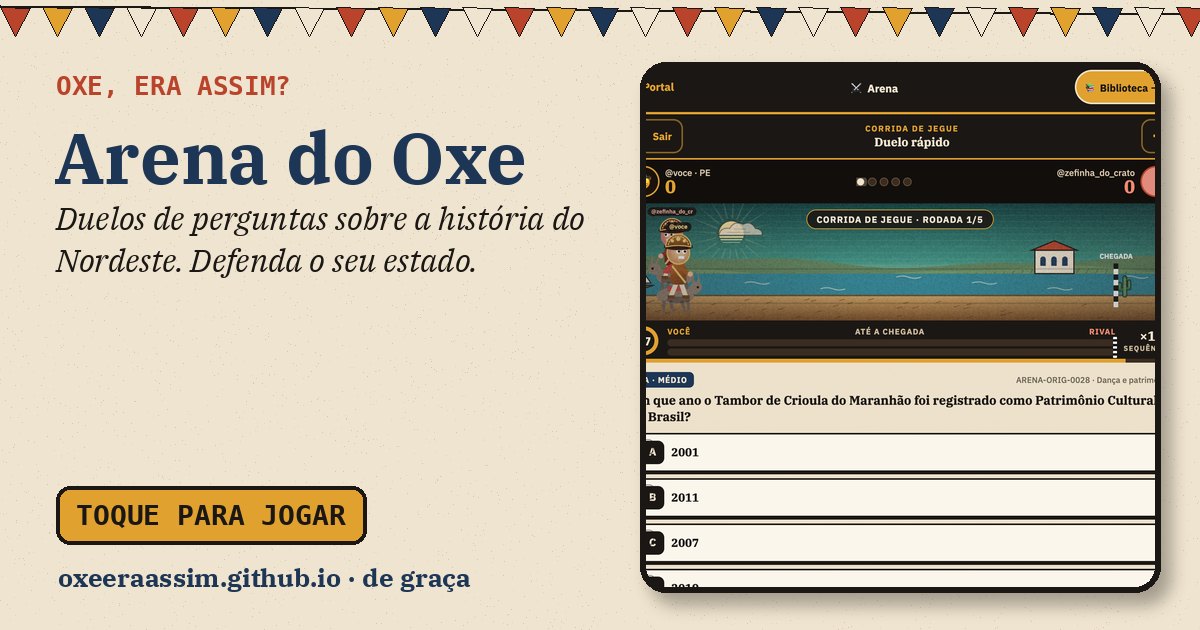 OXE, ERA ASSIM?
Arena do Oxe
Duelos de perguntas sobre a história do
Nordeste. Defenda o seu estado.
TOQUE PARA JOGAR
oxeeraassim.github.io · de graça
Portal
Arena
Biblioteca
Sair
CORRIDA DE JEGUE
Duelo rápido
@voce · PE
0
@zefinha_do_crato
0
@zefinha_do_cr
@voce
CORRIDA DE JEGUE · RODADA 1/5
CHEGADA
7
VOCÊ
ATÉ A CHEGADA
RIVAL
×1
A · MÉDIO
ARENA-ORIG-0028 · Dança e
que ano o Tambor de Crioula do Maranhão foi registrado como Patrimônio Cultural
Brasil?
A 2001
B 2011
C 2007